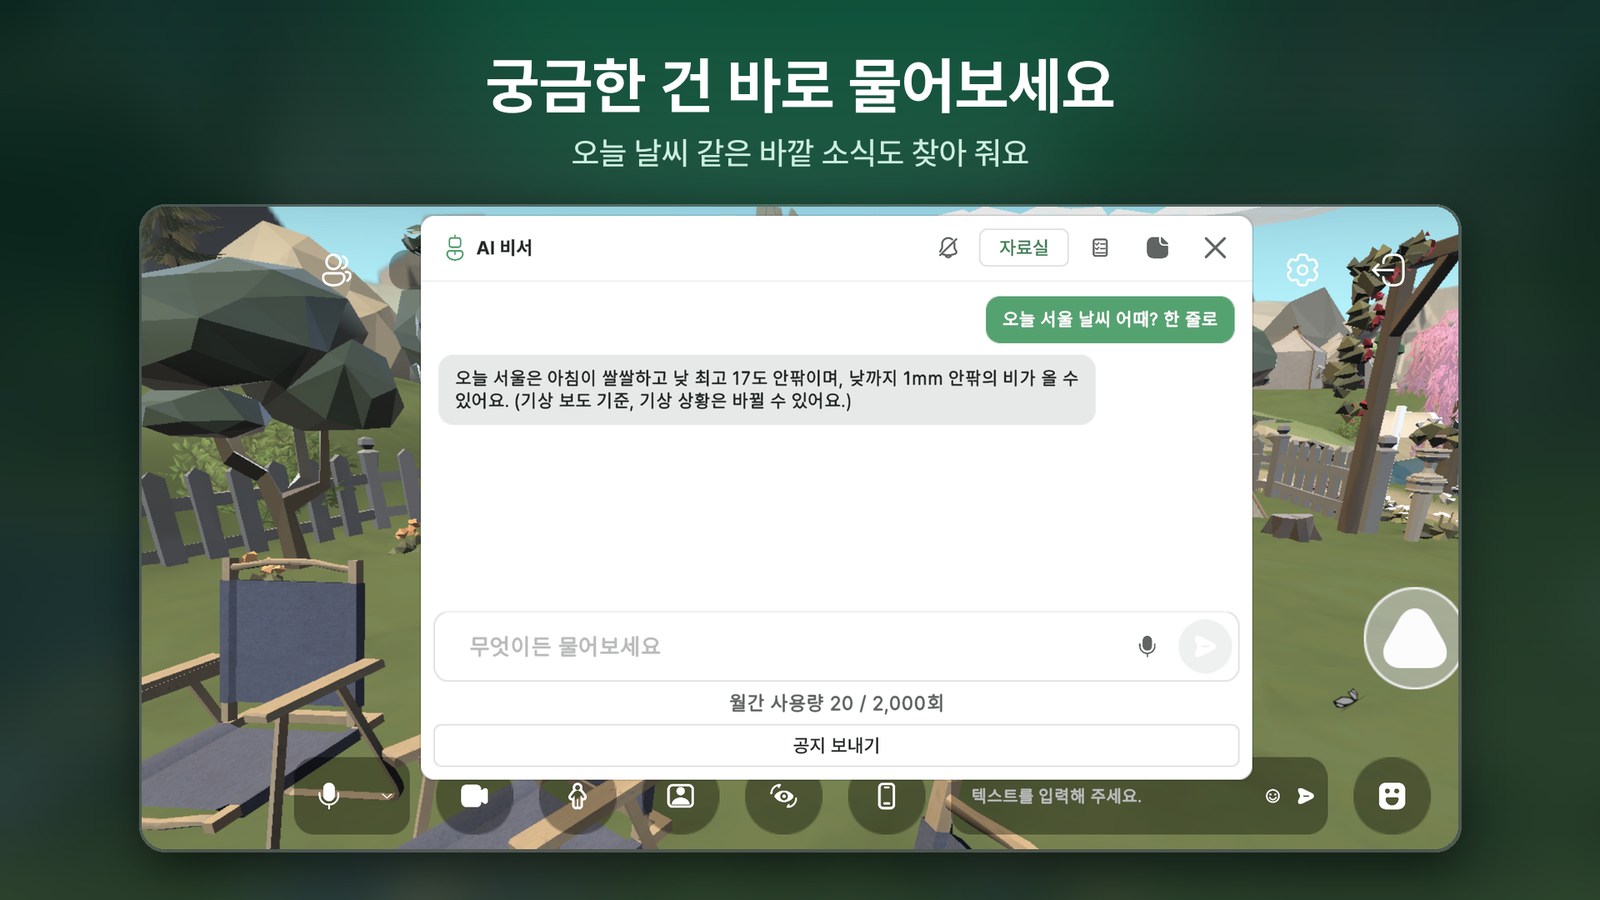 궁금한 건 바로 물어보세요
오늘 날씨 같은 바깥 소식도 찾아 줘요
AI 비서
자료실
오늘 서울 날씨 어때? 한 줄로
오늘 서울은 아침이 쌀쌀하고 낮 최고 17도 안팎이며, 낮까지 1mm 안팎의 비가 올 수
있어요. (기상 보도 기준, 기상 상황은 바뀔 수 있어요.)
무엇이든 물어보세요
월간 사용량 20 / 2,000회
공지 보내기
텍스트를 입력해 주세요.